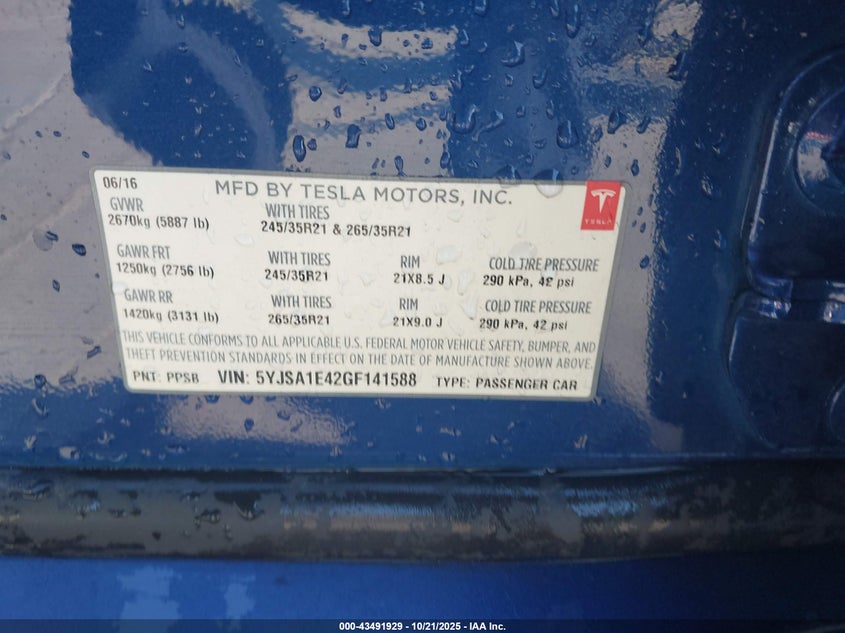 06/16 MFD BY TESLA MOTORS, INC.
TESLA
GVWR WITH TIRES
2670kg (5887 lb) 245/35R21 & 265/35R21
GAWR FRT WITH TIRES RIM COLD TIRE PRESSURE
1250kg (2756 lb) 245/35R21 21X8.5 J 290 kPa, 42 psi
GAWR RR WITH TIRES RIM COLD TIRE PRESSURE
1420kg (3131 lb) 265/35R21 21X9.0 J 290 kPa, 42 psi
THIS VEHICLE CONFORMS TO ALL APPLICABLE U.S. FEDERAL MOTOR VEHICLE SAFETY, BUMPER, AND
THEFT PREVENTION STANDARDS IN EFFECT ON THE DATE OF MANUFACTURE SHOWN ABOVE.
PNT: PPSB VIN: 5YJSA1E42GF141588 TYPE: PASSENGER CAR
000-43491929 - 10/21/2025 - IAA Inc.